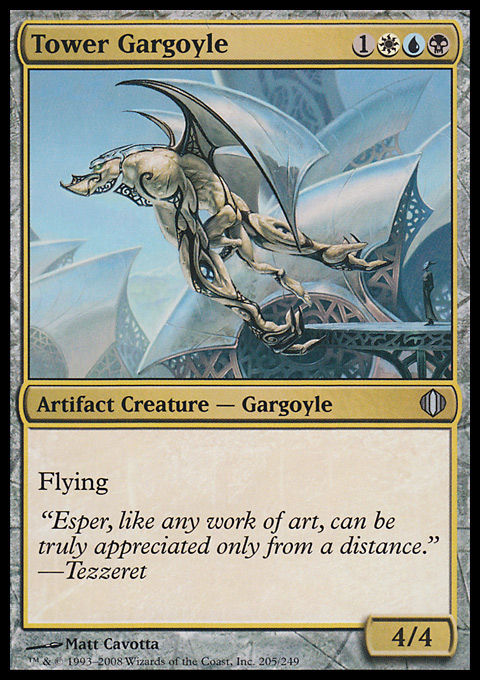 Tower Gargoyle 1
Artifact Creature — Gargoyle
Flying
“Esper, like any work of art, can be
truly appreciated only from a distance.”
—Tezzeret
4/4
Matt Cavotta
™ & © 1993–2008 Wizards of the Coast, Inc. 205/249